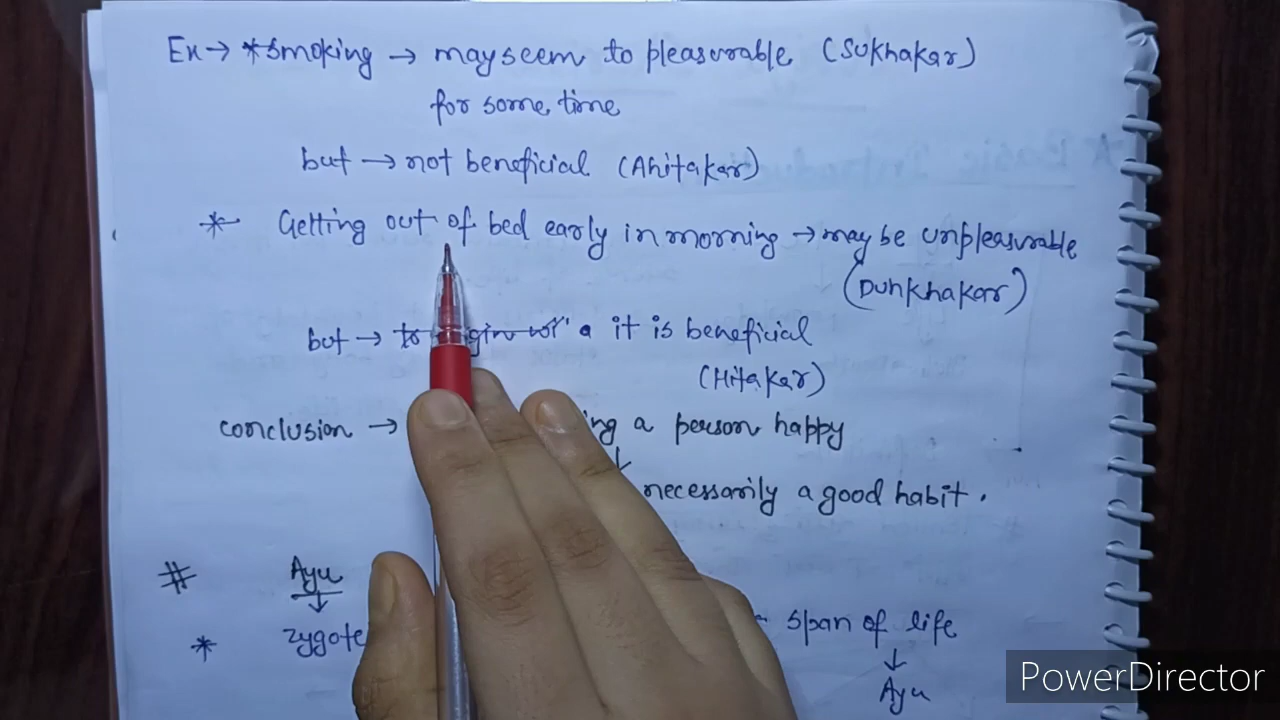 Ex → *smoking → may seem to pleasurable (Sukhakar)
for some time
but → not beneficial (Ahitakar)
* Getting out of bed early in morning → may be unpleasurable
(Duhkhakar)
but → it is beneficial
(Hitakar)
conclusion → a person happy
↓
necessarily a good habit.
# Ayu
↓
* zygote span of life
↓
Ayu
PowerDirector